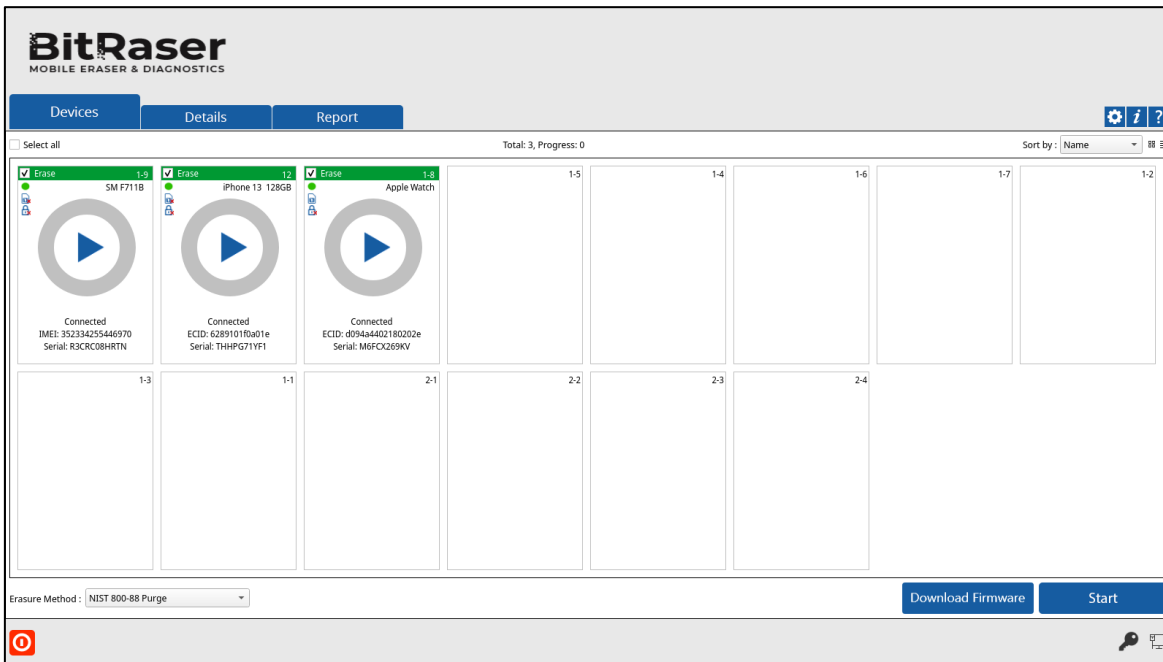 BitRaser
MOBILE ERASER & DIAGNOSTICS
Devices Details Report i ?
Select all Total: 3, Progress: 0 Sort by : Name
Erase 1-9
SM F711B
Connected
IMEI: 352334255446970
Serial: R3CRC08HRTN
Erase 12
iPhone 13 128GB
Connected
ECID: 6289101f0a01e
Serial: THHPG71YF1
Erase 1-8
Apple Watch
Connected
ECID: d094a4402180202e
Serial: M6FCX269KV
1-5 1-4 1-6 1-7 1-2
1-3 1-1 2-1 2-2 2-3 2-4
Erasure Method : NIST 800-88 Purge Download Firmware Start